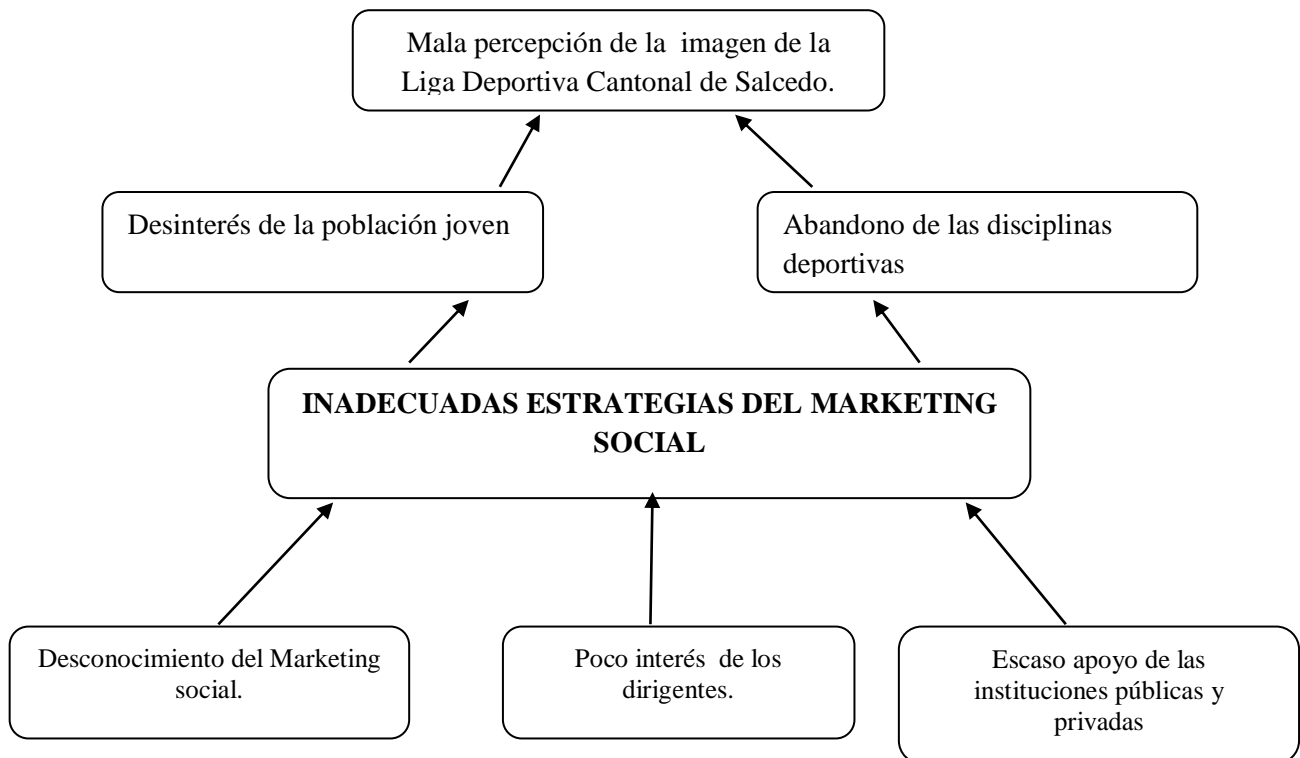 Mala percepción de la imagen de la
Liga Deportiva Cantonal de Salcedo.
Desinterés de la población joven
Abandono de las disciplinas
deportivas
INADECUADAS ESTRATEGIAS DEL MARKETING
SOCIAL
Desconocimiento del Marketing
social.
Poco interés de los
dirigentes.
Escaso apoyo de las
instituciones públicas y
privadas